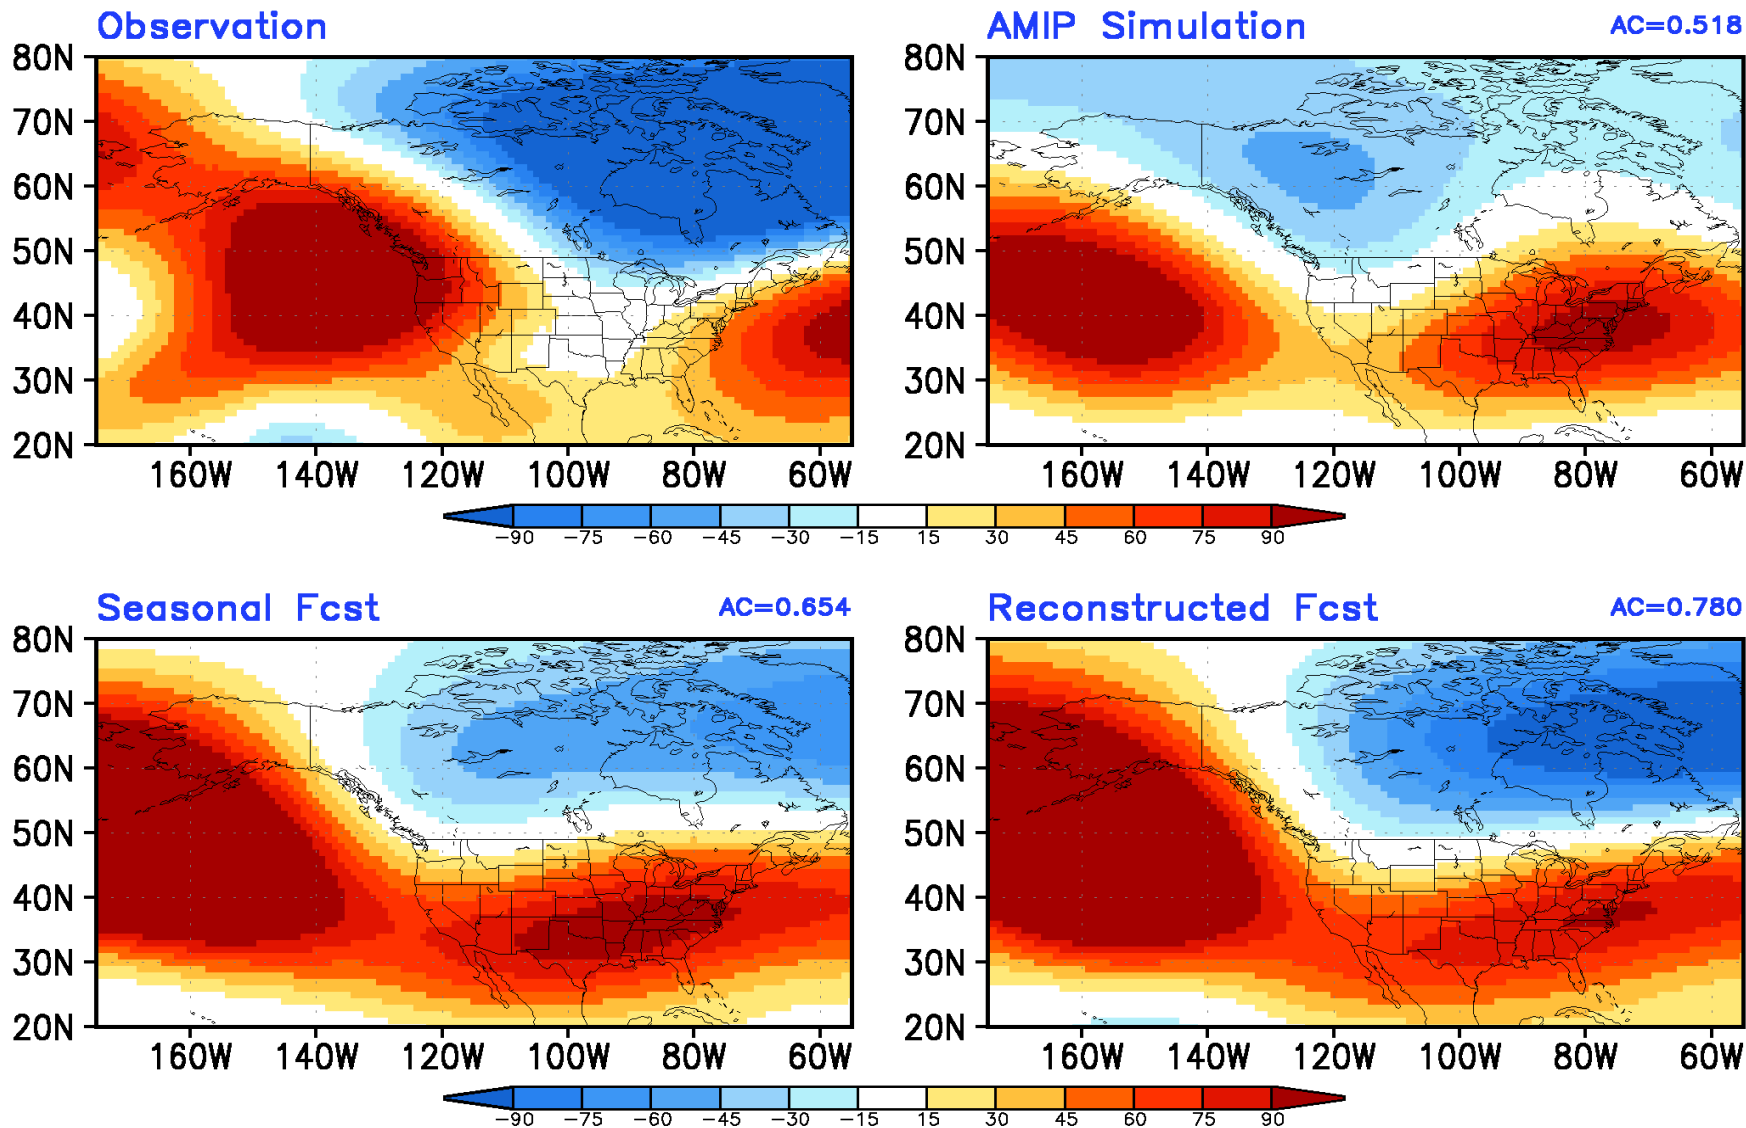 Observation
AMIP Simulation AC=0.518
80N 80N
70N 70N
60N 60N
50N 50N
40N 40N
30N 30N
20N 20N
160W 140W 120W 100W 80W 60W 160W 140W 120W 100W 80W 60W
−90 −75 −60 −45 −30 −15 15 30 45 60 75 90
Seasonal Fcst AC=0.654
Reconstructed Fcst AC=0.780
80N 80N
70N 70N
60N 60N
50N 50N
40N 40N
30N 30N
20N 20N
160W 140W 120W 100W 80W 60W 160W 140W 120W 100W 80W 60W
−90 −75 −60 −45 −30 −15 15 30 45 60 75 90